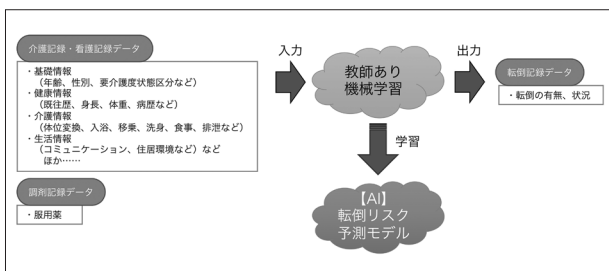 介護記録・看護記録データ
・基礎情報
（年齢、性別、要介護度状態区分など）
・健康情報
（既往歴、身長、体重、病歴など）
・介護情報
（体位変換、入浴、移乗、洗身、食事、排泄など）
・生活情報
（コミュニケーション、住居環境など）など
ほか……
調剤記録データ
・服用薬
入力
教師あり
機械学習
出力
転倒記録データ
・転倒の有無、状況
学習
【AI】
転倒リスク
予測モデル